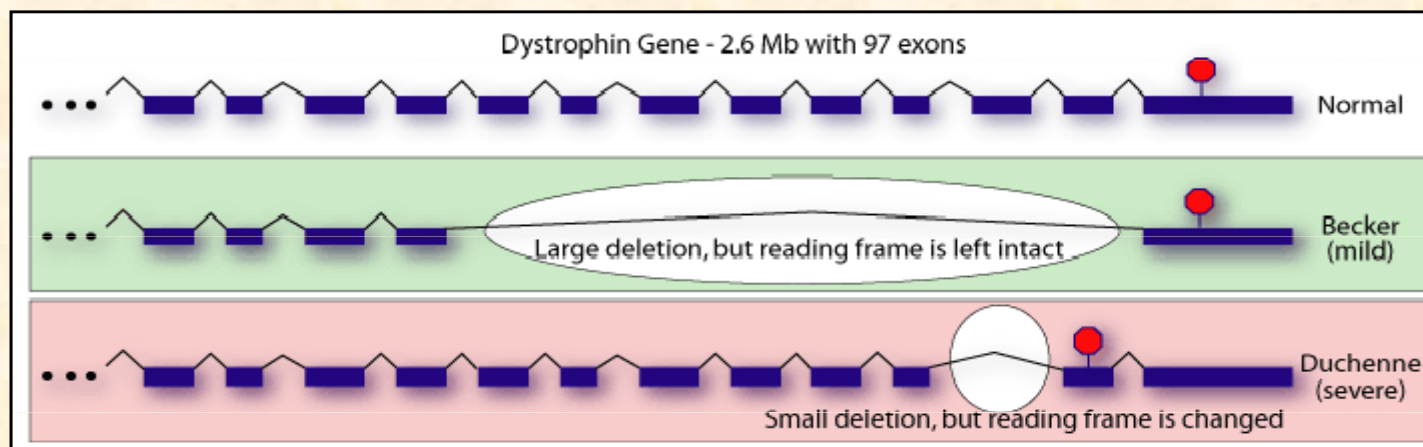 Dystrophin Gene - 2.6 Mb with 97 exons
Normal
Large deletion, but reading frame is left intact
Becker
(mild)
Duchenne
(severe)
Small deletion, but reading frame is changed